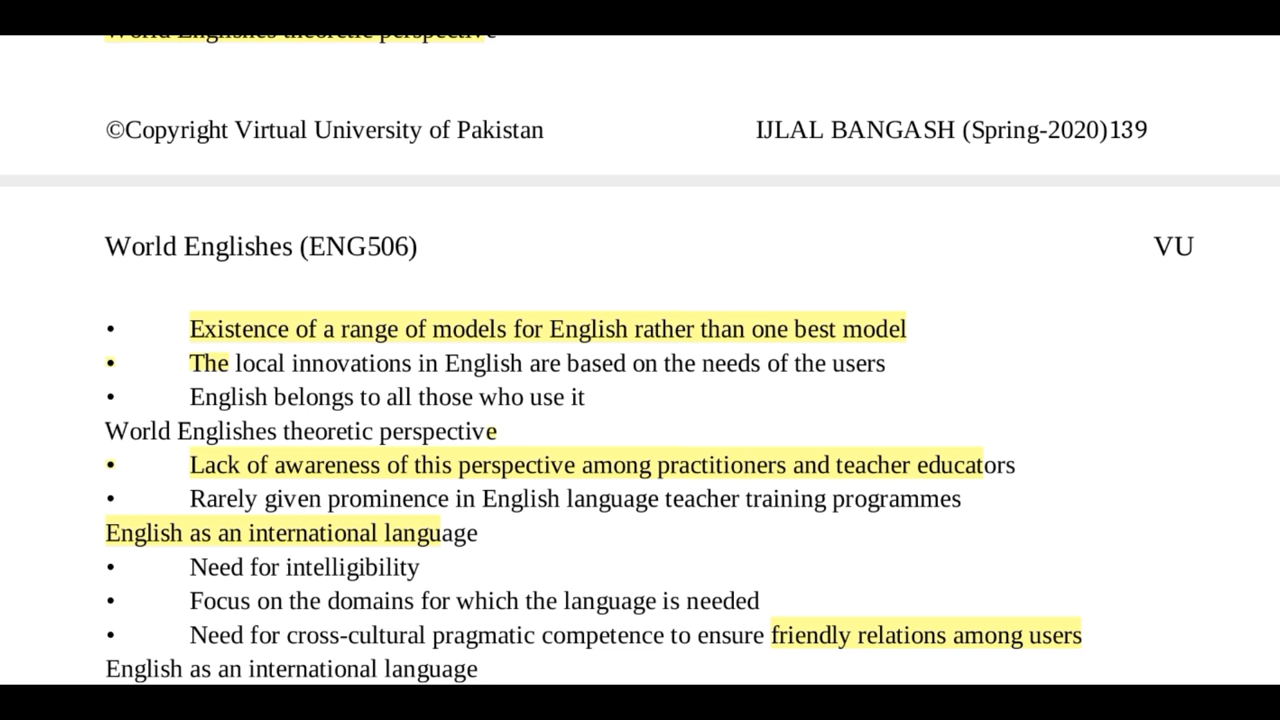 World Englishes theoretic perspective
©Copyright Virtual University of Pakistan IJLAL BANGASH (Spring-2020)139
World Englishes (ENG506) VU
• Existence of a range of models for English rather than one best model
• The local innovations in English are based on the needs of the users
• English belongs to all those who use it
World Englishes theoretic perspective
• Lack of awareness of this perspective among practitioners and teacher educators
• Rarely given prominence in English language teacher training programmes
English as an international language
• Need for intelligibility
• Focus on the domains for which the language is needed
• Need for cross-cultural pragmatic competence to ensure friendly relations among users
English as an international language